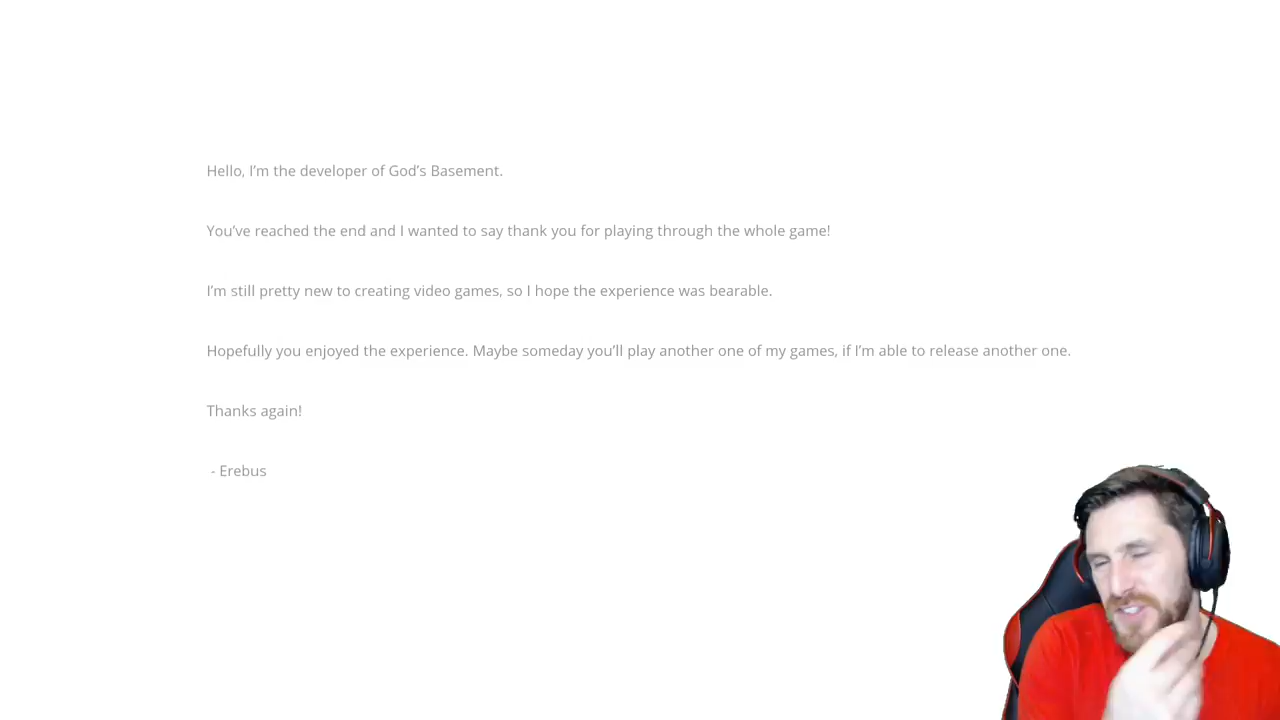 Hello, I’m the developer of God’s Basement.
You’ve reached the end and I wanted to say thank you for playing through the whole game!
I’m still pretty new to creating video games, so I hope the experience was bearable.
Hopefully you enjoyed the experience. Maybe someday you’ll play another one of my games, if I’m able to release another one.
Thanks again!
- Erebus